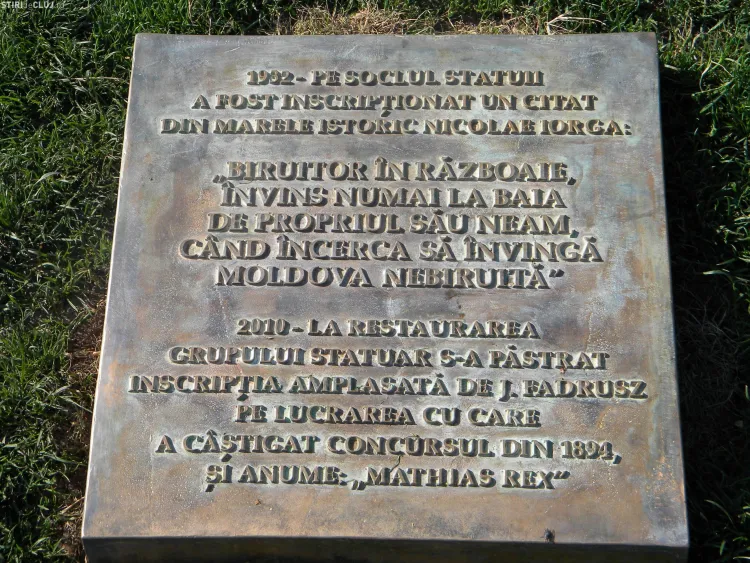 STIRI-CLUJ
1992 - PE SOCLUL STATUII
A FOST INSCRIPȚIONAT UN CITAT
DIN MARELE ISTORIC NICOLAE IORGA:
„BIRUITOR ÎN RĂZBOAIE,
ÎNVINS NUMAI LA BAIA
DE PROPRIUL SĂU NEAM,
CÂND ÎNCERCA SĂ ÎNVINGĂ
MOLDOVA NEBIRUITĂ”
2010 - LA RESTAURAREA
GRUPULUI STATUAR S-A PĂSTRAT
INSCRIPȚIA AMPLASATĂ DE J. FADRUSZ
PE LUCRAREA CU CARE
A CÂȘTIGAT CONCURSUL DIN 1894,
ȘI ANUME: „MATHIAS REX”